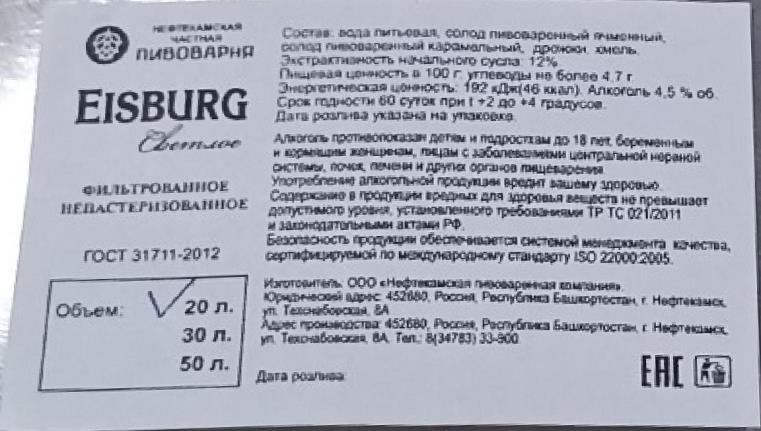 НЕФТЕКАМСКАЯ
ЧАСТНАЯ
ПИВОВАРНЯ
EISBURG
Светлое
ФИЛЬТРОВАННОЕ
НЕПАСТЕРИЗОВАННОЕ
ГОСТ 31711-2012
Объем: 20 л.
30 л.
50 л.
Состав: вода питьевая, солод пивоваренный ячменный,
солод пивоваренный карамельный, дрожжи, хмель.
Экстрактивность начального сусла: 12%
Пищевая ценность в 100 г: углеводы не более 4,7 г.
Энергетическая ценность: 192 кДж(46 ккал). Алкоголь 4,5 % об.
Срок годности 60 суток при t +2 до +4 градусов.
Дата розлива указана на упаковке.
Алкоголь противопоказан детям и подросткам до 18 лет, беременным
и кормящим женщинам, лицам с заболеваниями центральной нервной
системы, почек, печени и других органов пищеварения.
Употребление алкогольной продукции вредит вашему здоровью.
Содержание в продукции вредных для здоровья веществ не превышает
допустимого уровня, установленного требованиями ТР ТС 021/2011
и законодательными актами РФ.
Безопасность продукции обеспечивается системой менеджмента качества,
сертифицируемой по международному стандарту ISO 22000:2005.
Изготовитель: ООО «Нефтекамская пивоваренная компания».
Юридический адрес: 452680, Россия, Республика Башкортостан, г. Нефтекамск,
ул. Техснабовская, 8А
Адрес производства: 452680, Россия, Республика Башкортостан, г. Нефтекамск,
ул. Техснабовская, 8А. Тел.: 8(34783) 33-900.
Дата розлива:
ЕАС